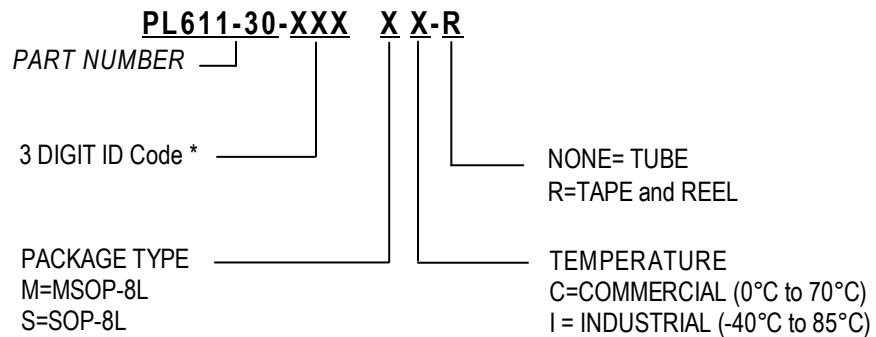 PL611-30-XXX X X-R
PART NUMBER
3 DIGIT ID Code *
NONE= TUBE
R=TAPE and REEL
PACKAGE TYPE
M=MSOP-8L
S=SOP-8L
TEMPERATURE
C=COMMERCIAL (0°C to 70°C)
I = INDUSTRIAL (-40°C to 85°C)